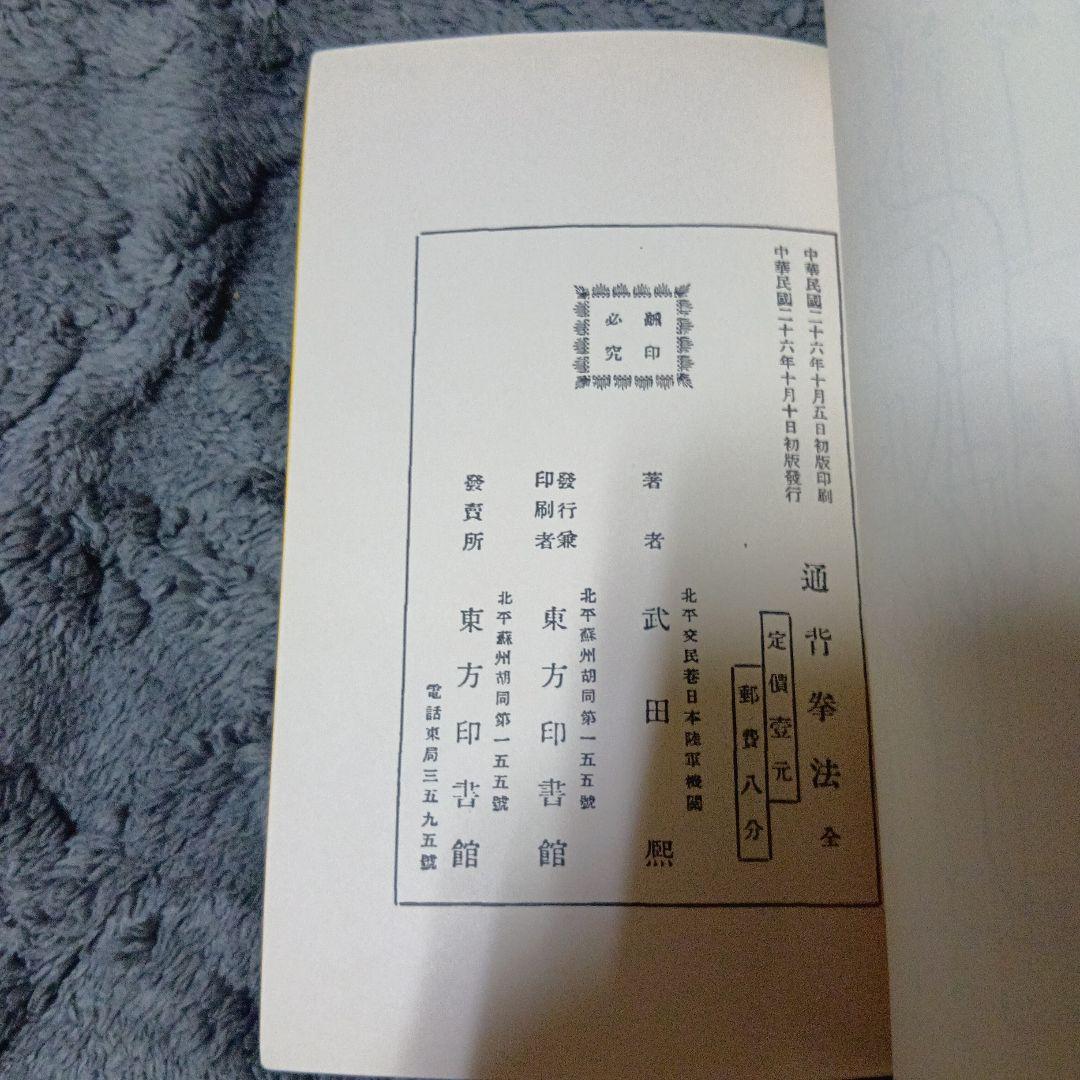 中華民國二十六年十月五日初版印刷
中華民國二十六年十月十日初版發行
通背拳法 全
定價壹元
郵費八分
翻印
必究
北平交民巷日本陸軍機關
著者 武田熙
北平蘇州胡同第一五五號
發行兼
印刷者 東方印書館
北平蘇州胡同第一五五號
發賣所 東方印書館
電話東局三五九五號